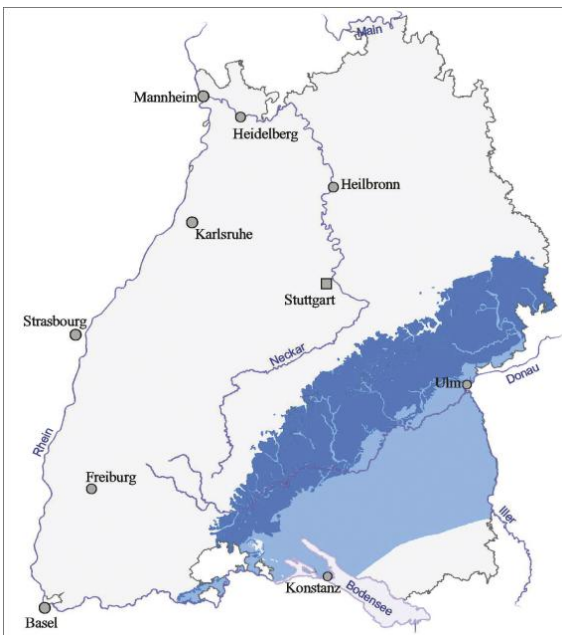 Main
Mannheim
Heidelberg
Heilbronn
Karlsruhe
Stuttgart
Strasbourg
Neckar
Ulm
Donau
Rhein
Freiburg
Iller
Konstanz
Bodensee
Basel